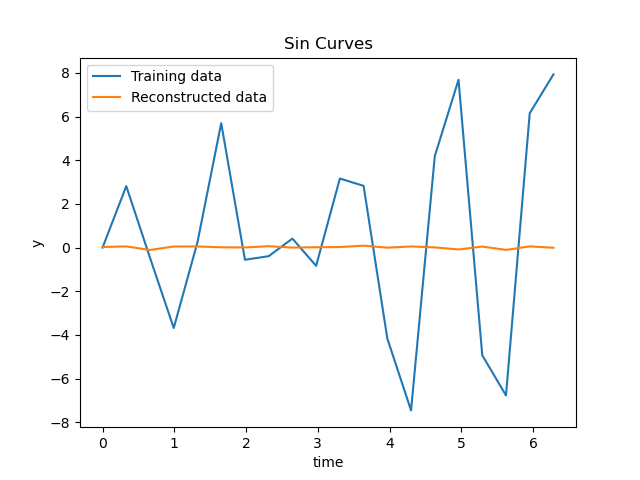 Sin Curves
Training data
Reconstructed data
8
6
4
2
0
−2
−4
−6
−8
y
0 1 2 3 4 5 6
time